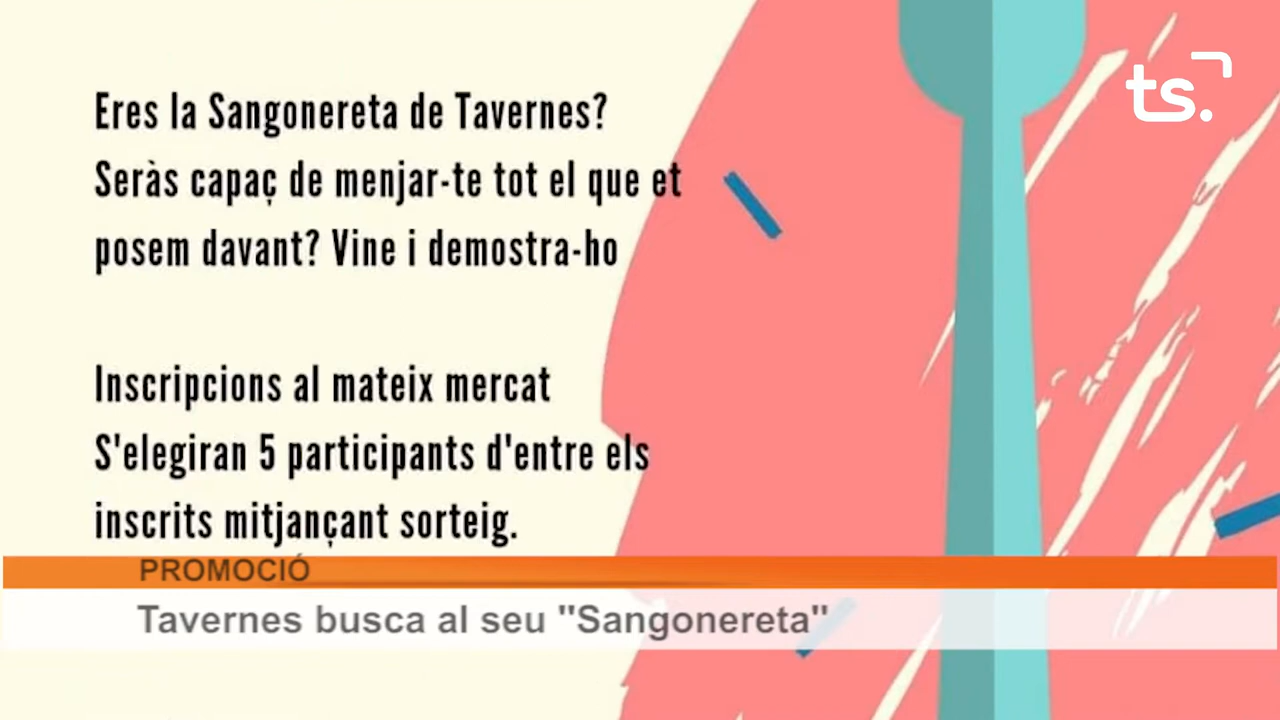 ts.
Eres la Sangonereta de Tavernes?
Seràs capaç de menjar-te tot el que et
posem davant? Vine i demostra-ho
Inscripcions al mateix mercat
S'elegiran 5 participants d'entre els
inscrits mitjançant sorteig.
PROMOCIÓ
Tavernes busca al seu "Sangonereta"